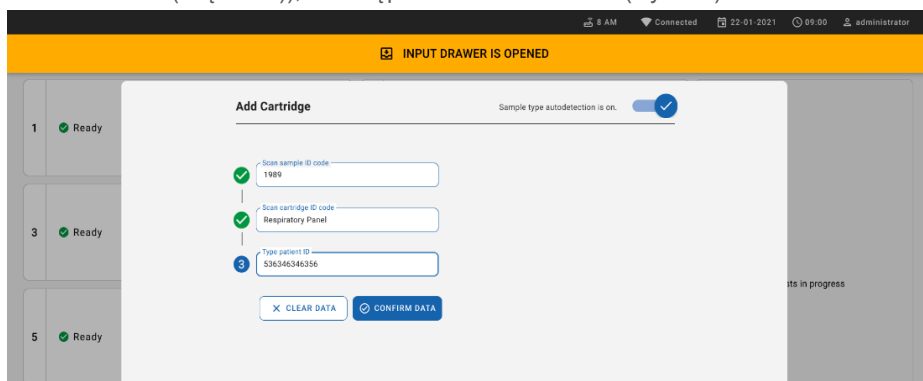 8 AM Connected 22-01-2021 09:00 administrator
INPUT DRAWER IS OPENED
Add Cartridge Sample type autodetection is on.
1 Ready
Scan sample ID code
1989
Scan cartridge ID code
Respiratory Panel
3 Ready
Type patient ID
3 536346346356
sts in progress
CLEAR DATA CONFIRM DATA
5 Ready